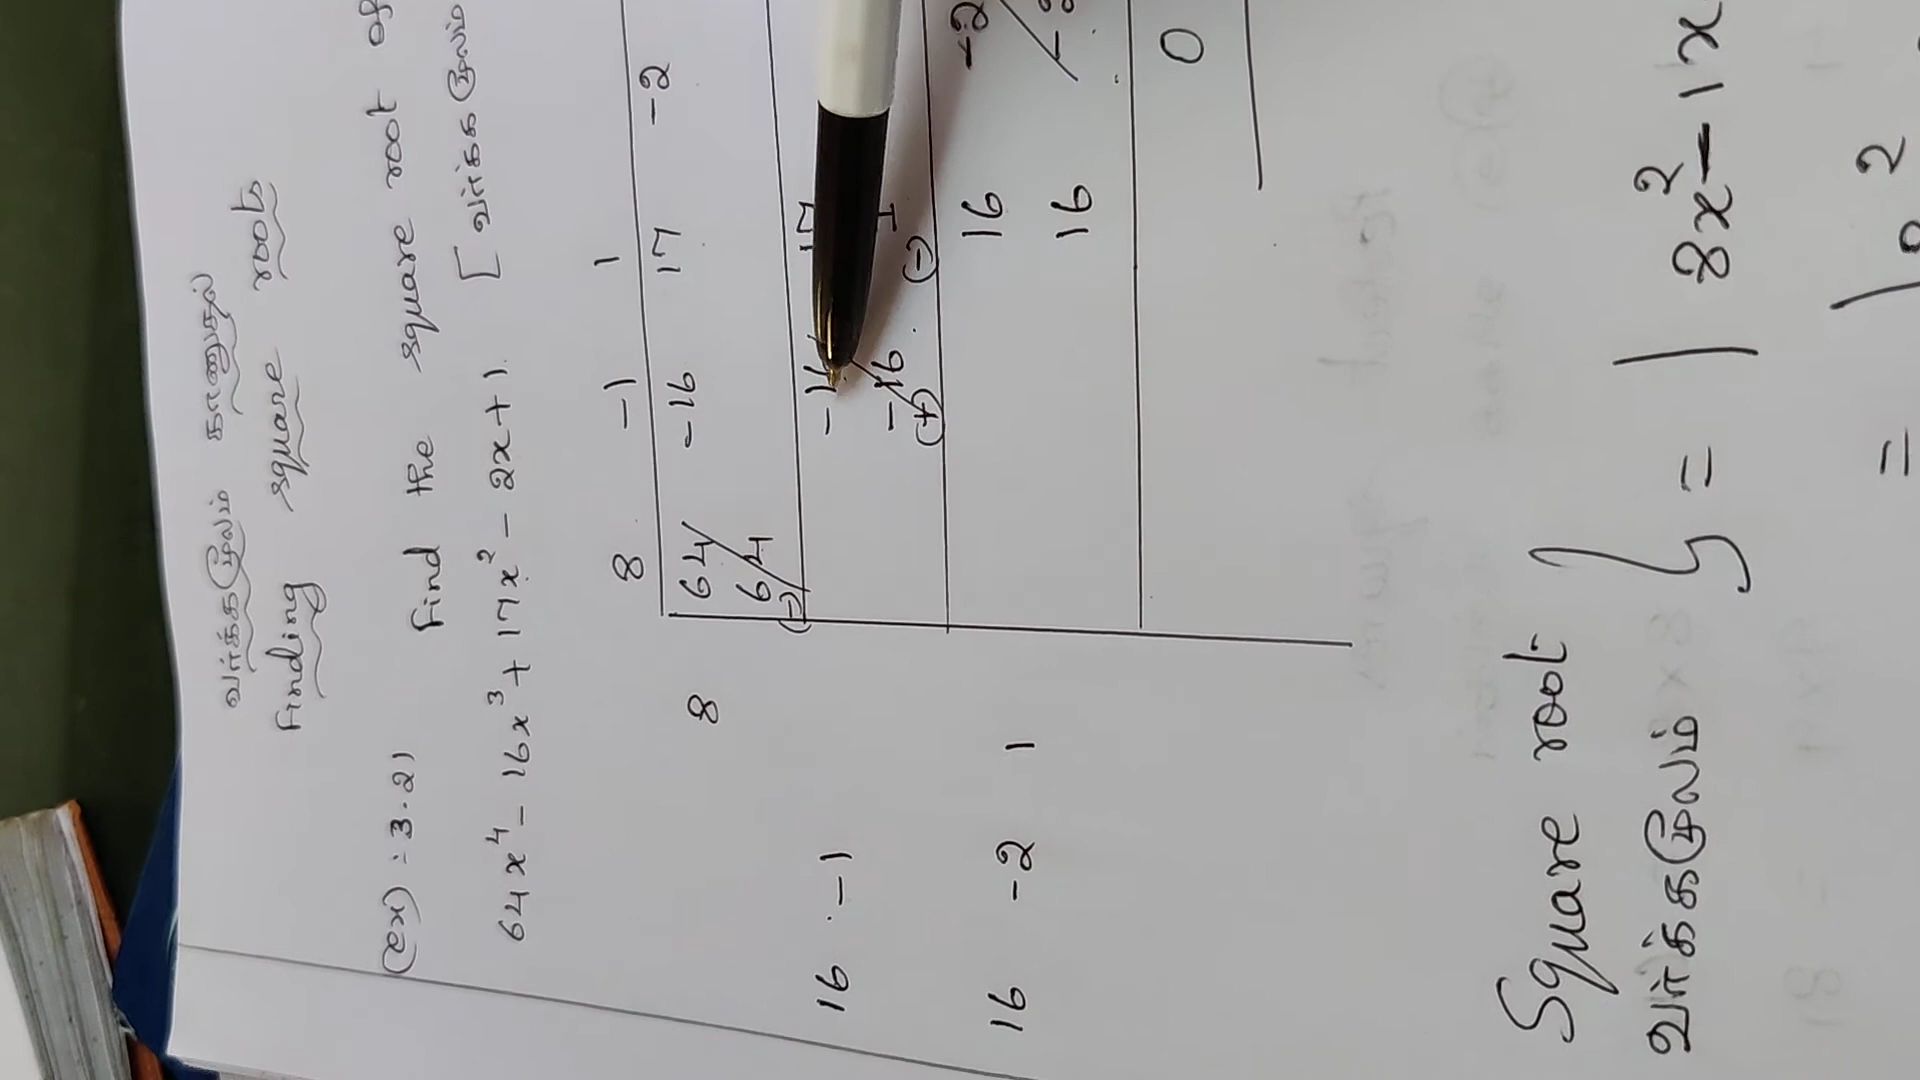 வர்க்கமூலம் காணுதல்
Finding square root
(ex) : 3.21 Find the square root of
64x⁴ - 16x³ + 17x² - 2x + 1 [வர்க்கமூலம்
8 -1 1
8 64 -16 17 -2
64
(-)
16 -1 -16 17
-16 1
(+) (-)
16 -2 1 16 -2
16
0
Square root
வர்க்கமூலம் } = | 8x² - 1x
=